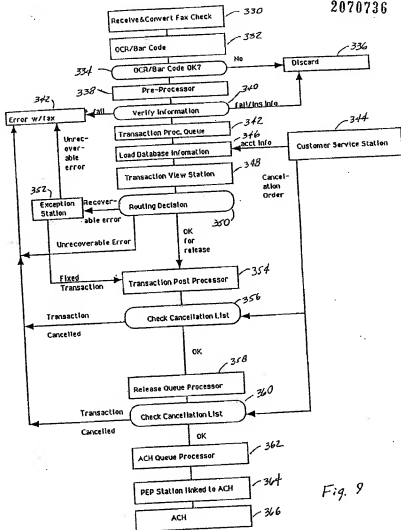 2070736
Receive&Convert Fax Check
330
OCR/Bar Code
332
334
OCR/Bar Code OK?
No
Discard
336
338
Pre-Processor
342
Error w/fax
fail
Verify Information
340
fail/ins info
Transaction Proc. Queue
342
344
346
Load Database Infomation
acct info
Customer Service Station
Transaction View Station
348
Unrec-
over-
able
error
352
Exception
Station
Recover-
able error
Routing Decision
350
Cancel-
ation
Order
Unrecoverable Error
OK
for
release
Fixed
Transaction
Transaction Post Processor
354
356
Transaction
Cancelled
Check Cancellation List
OK
358
Release Queue Processor
360
Transaction
Cancelled
Check Cancellation List
OK
ACH Queue Processor
362
PEP Station linked to ACH
364
ACH
366
Fig. 9